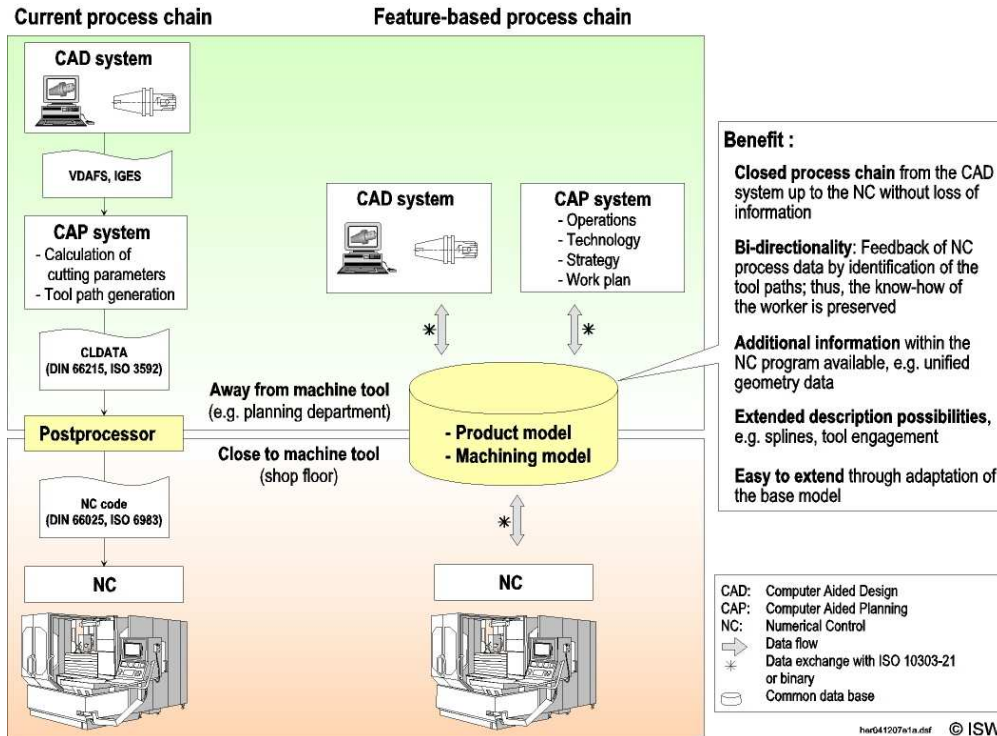 Current process chain
Feature-based process chain
CAD system
VDAFS, IGES
CAP system
- Calculation of
cutting parameters
- Tool path generation
CLDATA
(DIN 66215, ISO 3592)
Postprocessor
NC code
(DIN 66025, ISO 6983)
NC
CAD system
CAP system
- Operations
- Technology
- Strategy
- Work plan
*
*
Away from machine tool
(e.g. planning department)
Close to machine tool
(shop floor)
- Product model
- Machining model
*
NC
Benefit :
Closed process chain from the CAD
system up to the NC without loss of
information
Bi-directionality: Feedback of NC
process data by identification of the
tool paths; thus, the know-how of
the worker is preserved
Additional information within the
NC program available, e.g. unified
geometry data
Extended description possibilities,
e.g. splines, tool engagement
Easy to extend through adaptation of
the base model
CAD: Computer Aided Design
CAP: Computer Aided Planning
NC: Numerical Control
Data flow
* Data exchange with ISO 10303-21
or binary
Common data base
© ISW